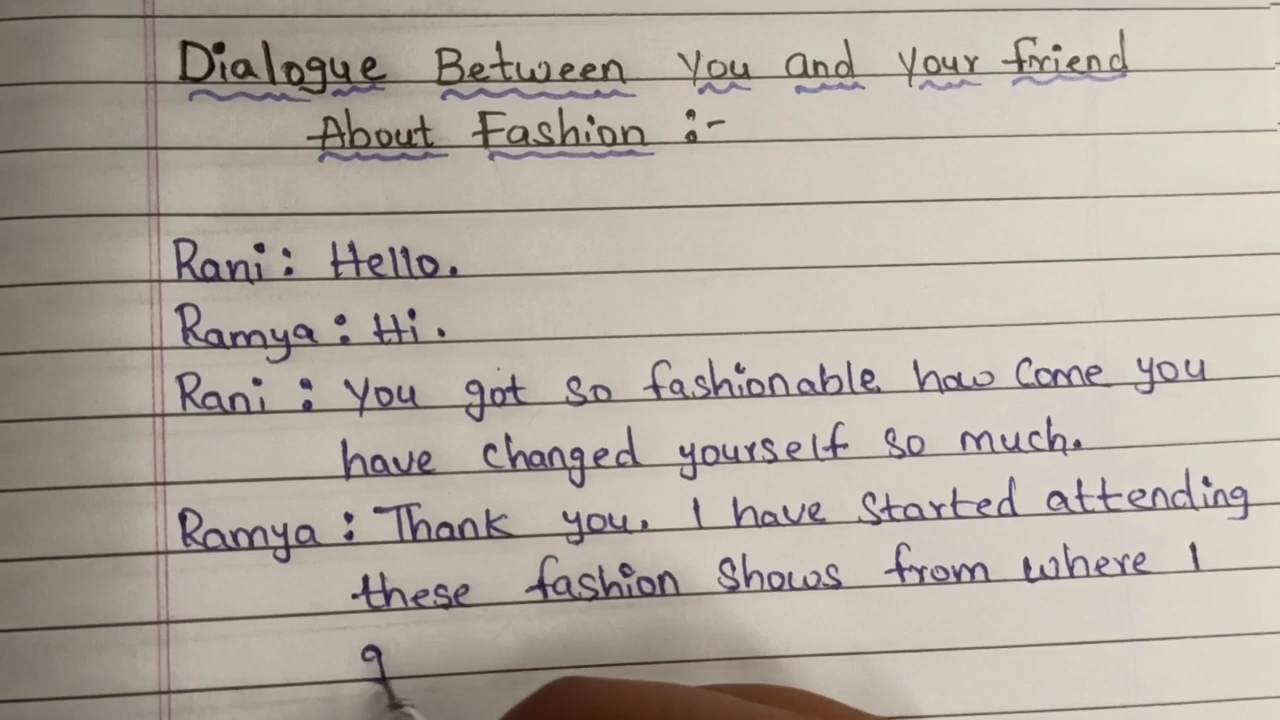 Dialogue Between You and Your friend
About Fashion :-
Rani : Hello.
Ramya : Hi.
Rani : You got so fashionable how come you
have changed yourself so much.
Ramya : Thank you. I have started attending
these fashion shows from where I
g